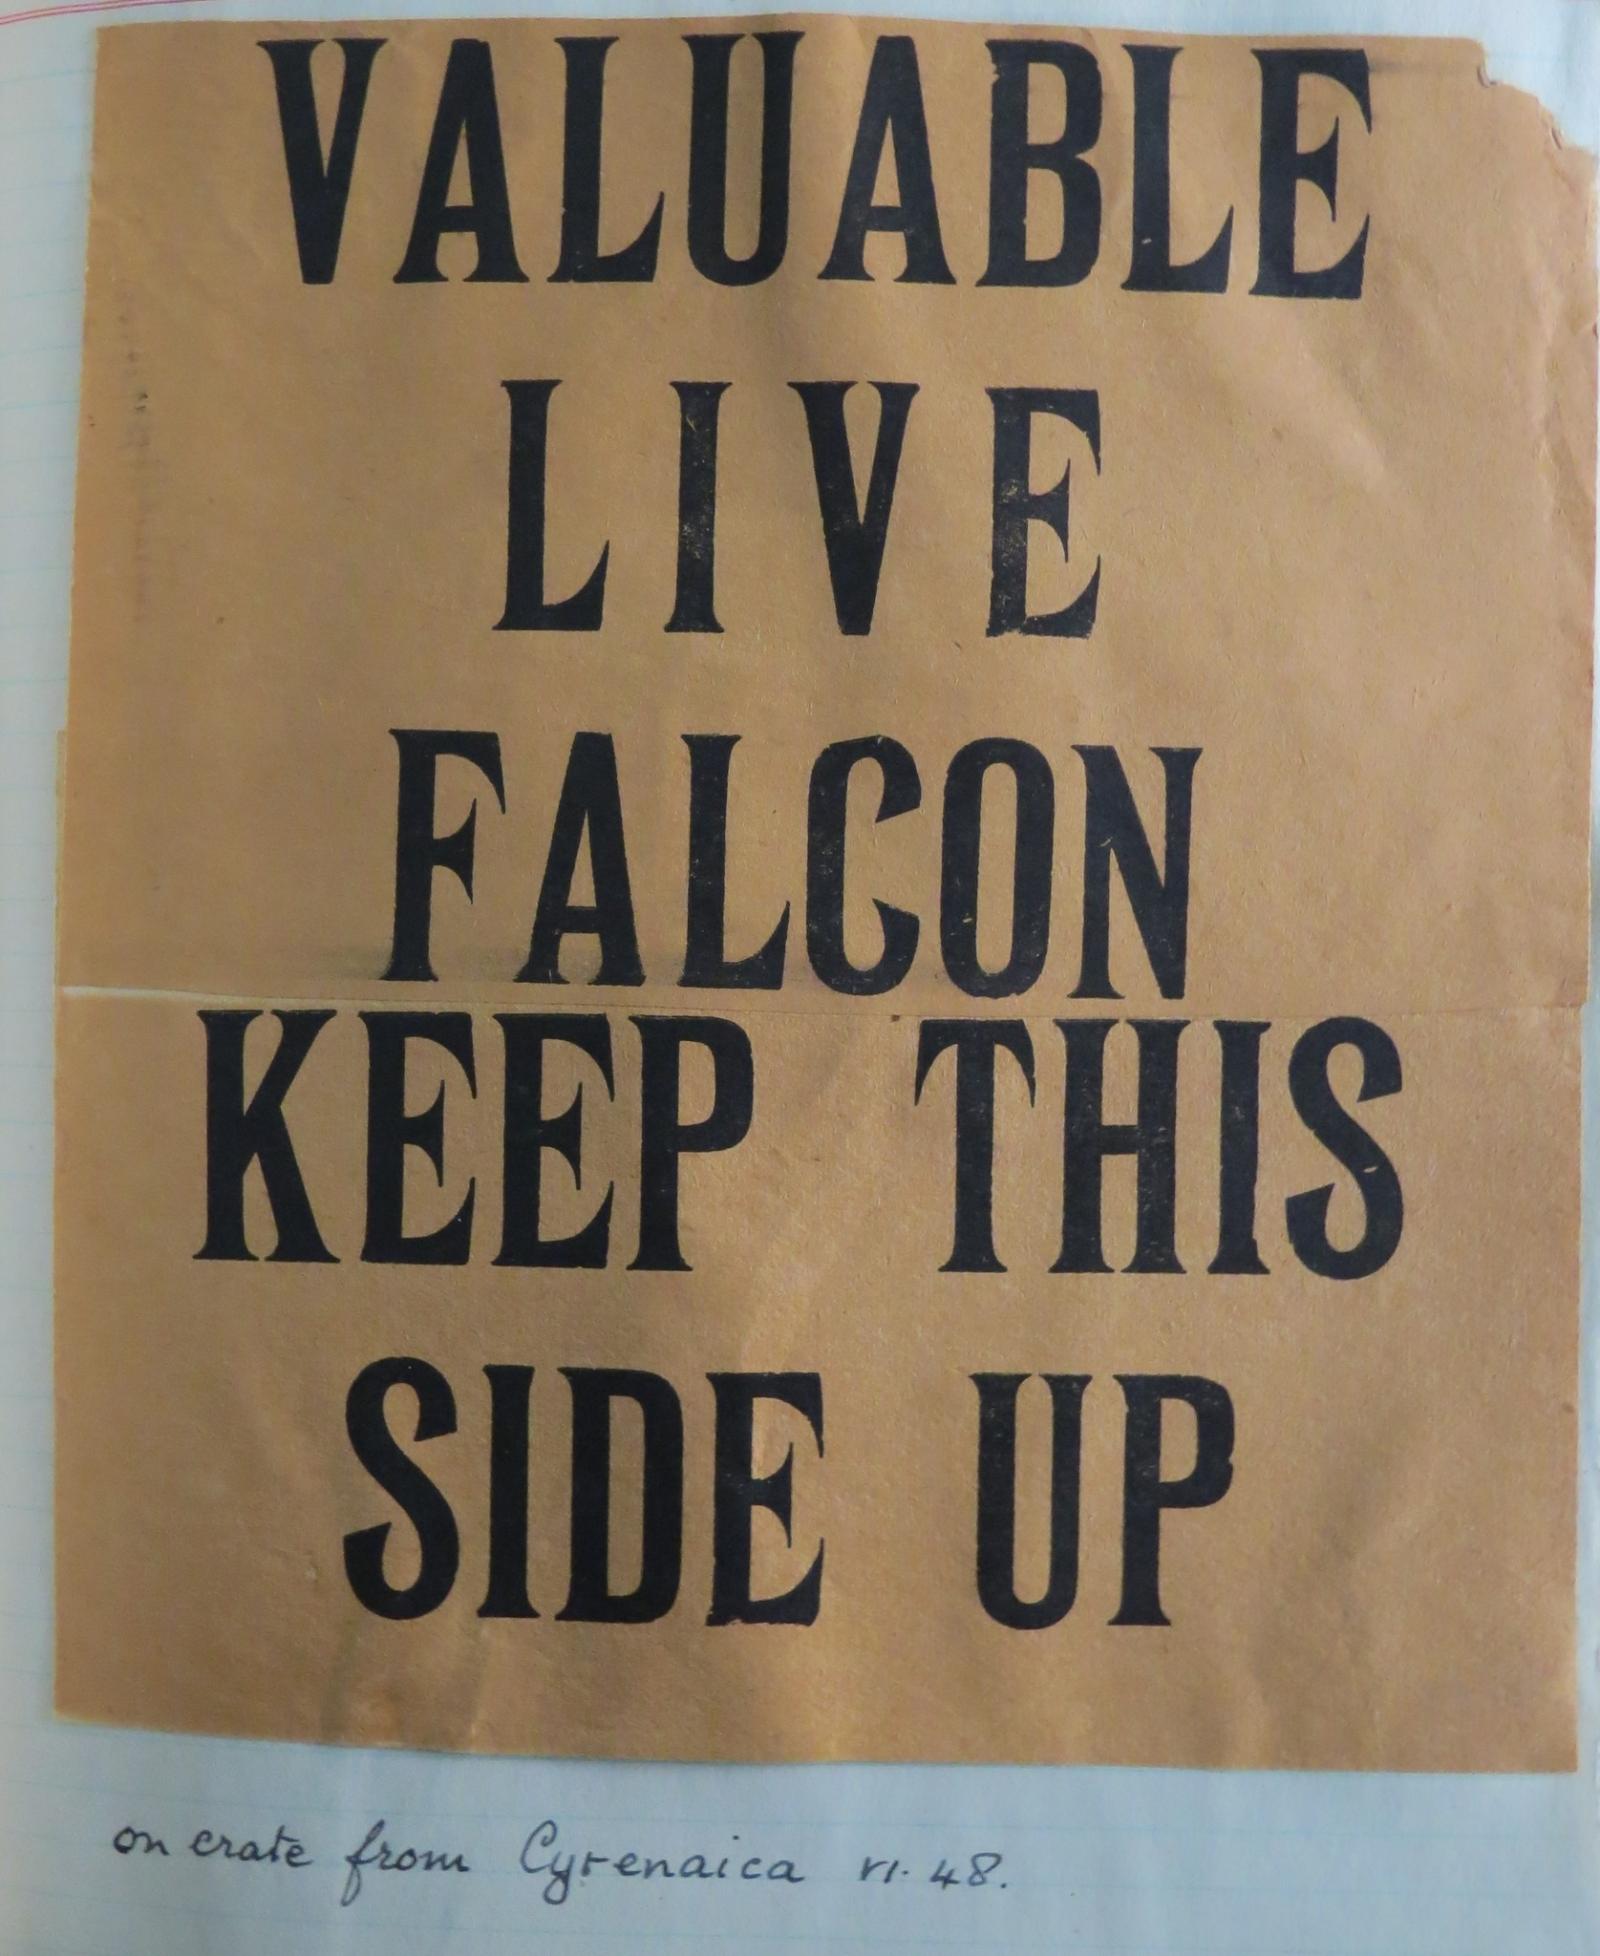 VALUABLE
LIVE
FALCON
KEEP THIS
SIDE UP
on crate from Cyrenaica VI. 48.